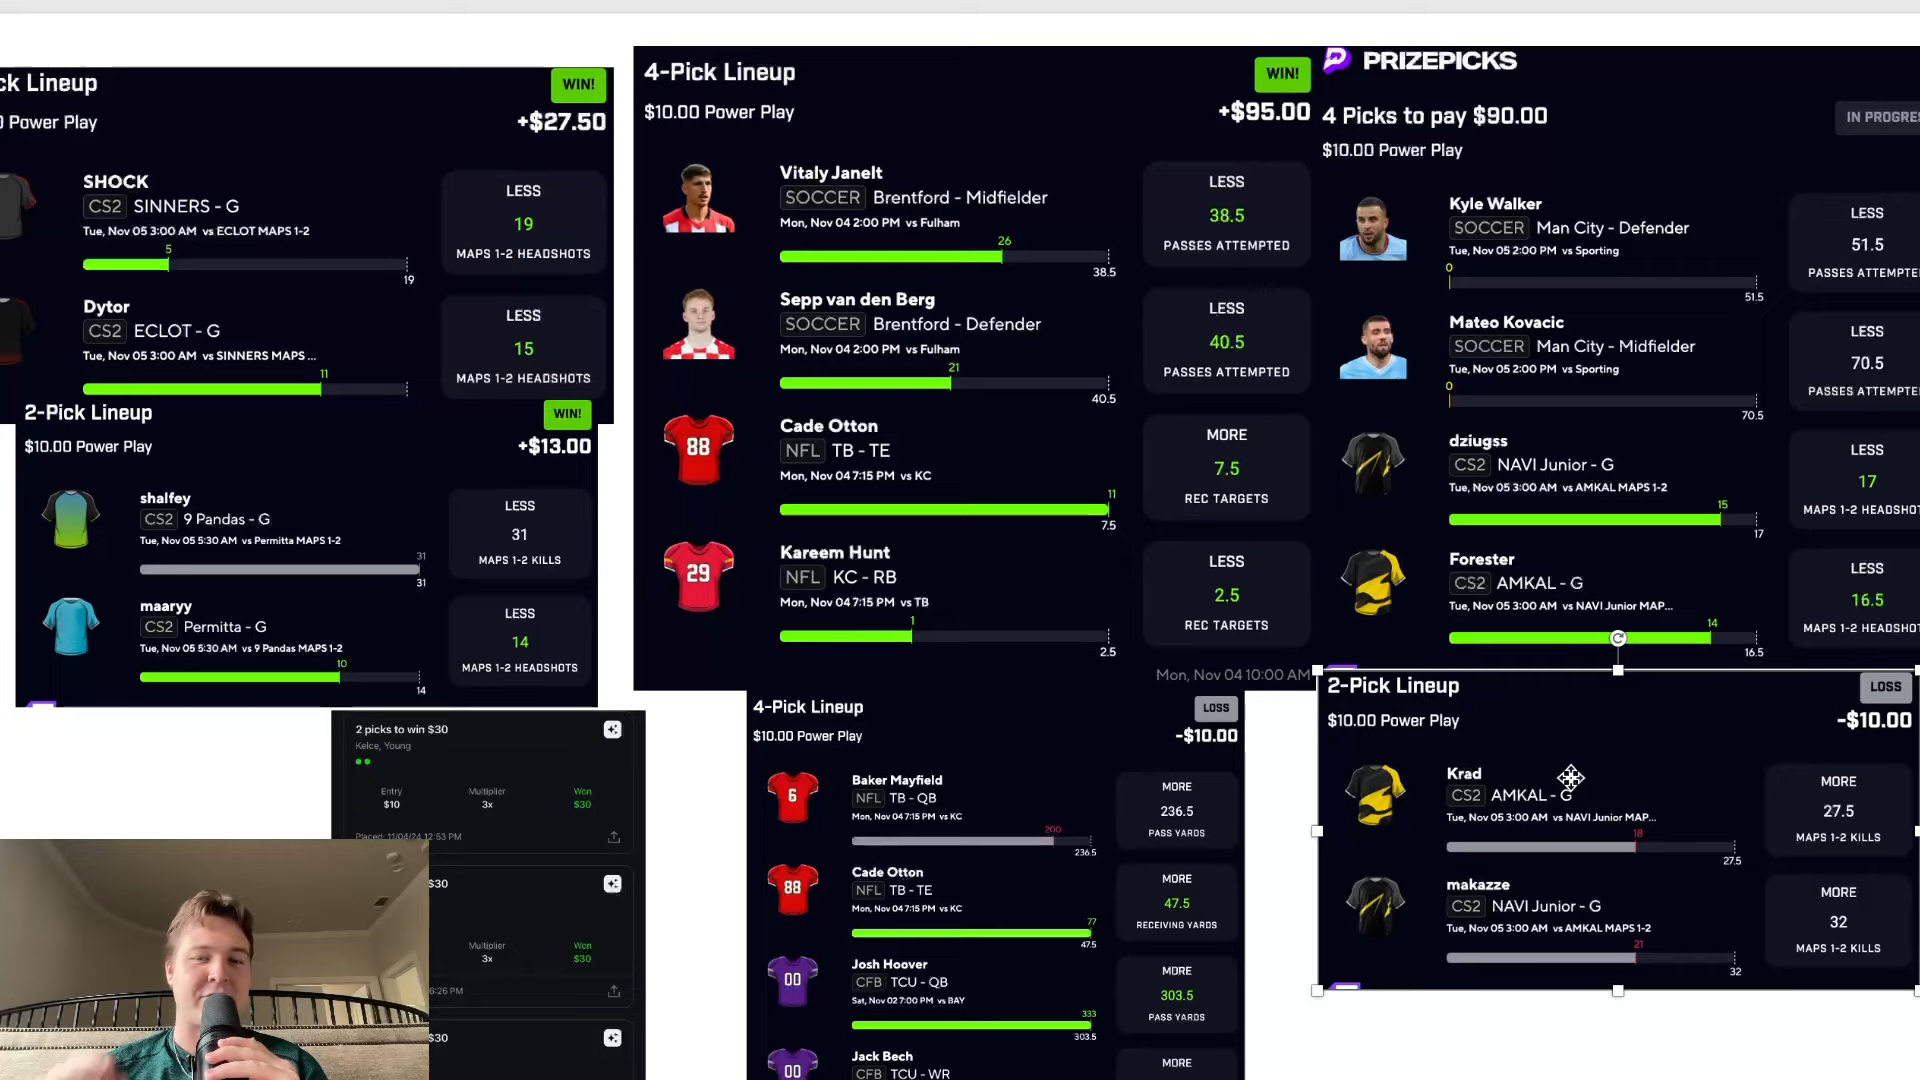 ck Lineup
WIN!
0 Power Play
+$27.50
SHOCK
CS2 SINNERS - G
Tue, Nov 05 3:00 AM vs ECLOT MAPS 1-2
5
19
LESS
19
MAPS 1-2 HEADSHOTS
Dytor
CS2 ECLOT - G
Tue, Nov 05 3:00 AM vs SINNERS MAPS ...
11
LESS
15
MAPS 1-2 HEADSHOTS
2-Pick Lineup
WIN!
$10.00 Power Play
+$13.00
shalfey
CS2 9 Pandas - G
Tue, Nov 05 5:30 AM vs Permitta MAPS 1-2
31
31
LESS
31
MAPS 1-2 KILLS
maaryy
CS2 Permitta - G
Tue, Nov 05 5:30 AM vs 9 Pandas MAPS 1-2
10
14
LESS
14
MAPS 1-2 HEADSHOTS
2 picks to win $30
Kelce, Young
Entry
$10
Multiplier
3x
Won
$30
Placed: 11/04/24 12:53 PM
$30
Multiplier
3x
Won
$30
6:26 PM
$30
4-Pick Lineup
WIN!
$10.00 Power Play
+$95.00
Vitaly Janelt
SOCCER Brentford - Midfielder
Mon, Nov 04 2:00 PM vs Fulham
26
38.5
LESS
38.5
PASSES ATTEMPTED
Sepp van den Berg
SOCCER Brentford - Defender
Mon, Nov 04 2:00 PM vs Fulham
21
40.5
LESS
40.5
PASSES ATTEMPTED
88
Cade Otton
NFL TB - TE
Mon, Nov 04 7:15 PM vs KC
11
7.5
MORE
7.5
REC TARGETS
29
Kareem Hunt
NFL KC - RB
Mon, Nov 04 7:15 PM vs TB
1
2.5
LESS
2.5
REC TARGETS
Mon, Nov 04 10:00 AM
4-Pick Lineup
LOSS
$10.00 Power Play
-$10.00
6
Baker Mayfield
NFL TB - QB
Mon, Nov 04 7:15 PM vs KC
200
236.5
MORE
236.5
PASS YARDS
88
Cade Otton
NFL TB - TE
Mon, Nov 04 7:15 PM vs KC
77
47.5
MORE
47.5
RECEIVING YARDS
00
Josh Hoover
CFB TCU - QB
Sat, Nov 02 7:00 PM vs BAY
333
303.5
MORE
303.5
PASS YARDS
00
Jack Bech
CFB TCU - WR
MORE
PRIZEPICKS
4 Picks to pay $90.00
IN PROGRES
$10.00 Power Play
Kyle Walker
SOCCER Man City - Defender
Tue, Nov 05 2:00 PM vs Sporting
0
51.5
LESS
51.5
PASSES ATTEMPTE
Mateo Kovacic
SOCCER Man City - Midfielder
Tue, Nov 05 2:00 PM vs Sporting
0
70.5
LESS
70.5
PASSES ATTEMPTE
dziugss
CS2 NAVI Junior - G
Tue, Nov 05 3:00 AM vs AMKAL MAPS 1-2
15
17
LESS
17
MAPS 1-2 HEADSHO
Forester
CS2 AMKAL - G
Tue, Nov 05 3:00 AM vs NAVI Junior MAP...
14
16.5
LESS
16.5
MAPS 1-2 HEADSHO
2-Pick Lineup
LOSS
$10.00 Power Play
-$10.00
Krad
CS2 AMKAL - G
Tue, Nov 05 3:00 AM vs NAVI Junior MAP...
18
27.5
MORE
27.5
MAPS 1-2 KILLS
makazze
CS2 NAVI Junior - G
Tue, Nov 05 3:00 AM vs AMKAL MAPS 1-2
21
32
MORE
32
MAPS 1-2 KILLS